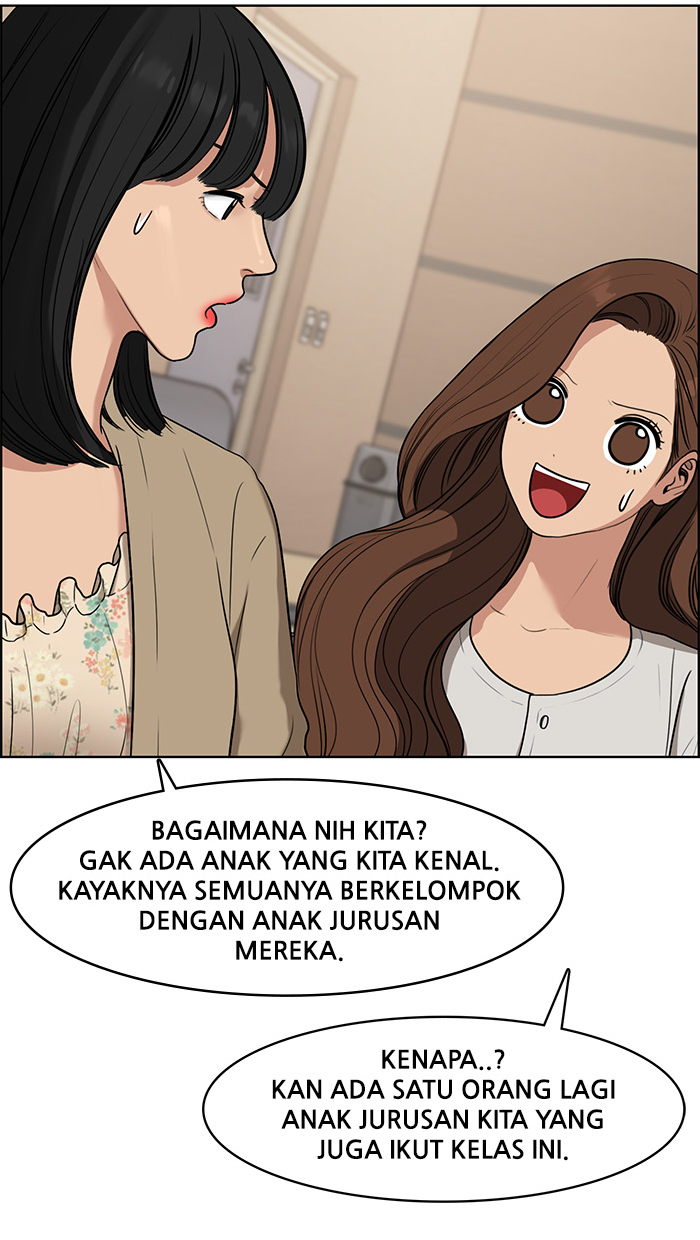 BAGAIMANA NIH KITA?
GAK ADA ANAK YANG KITA KENAL.
KAYAKNYA SEMUANYA BERKELOMPOK
DENGAN ANAK JURUSAN
MEREKA.
KENAPA..?
KAN ADA SATU ORANG LAGI
ANAK JURUSAN KITA YANG
JUGA IKUT KELAS INI.